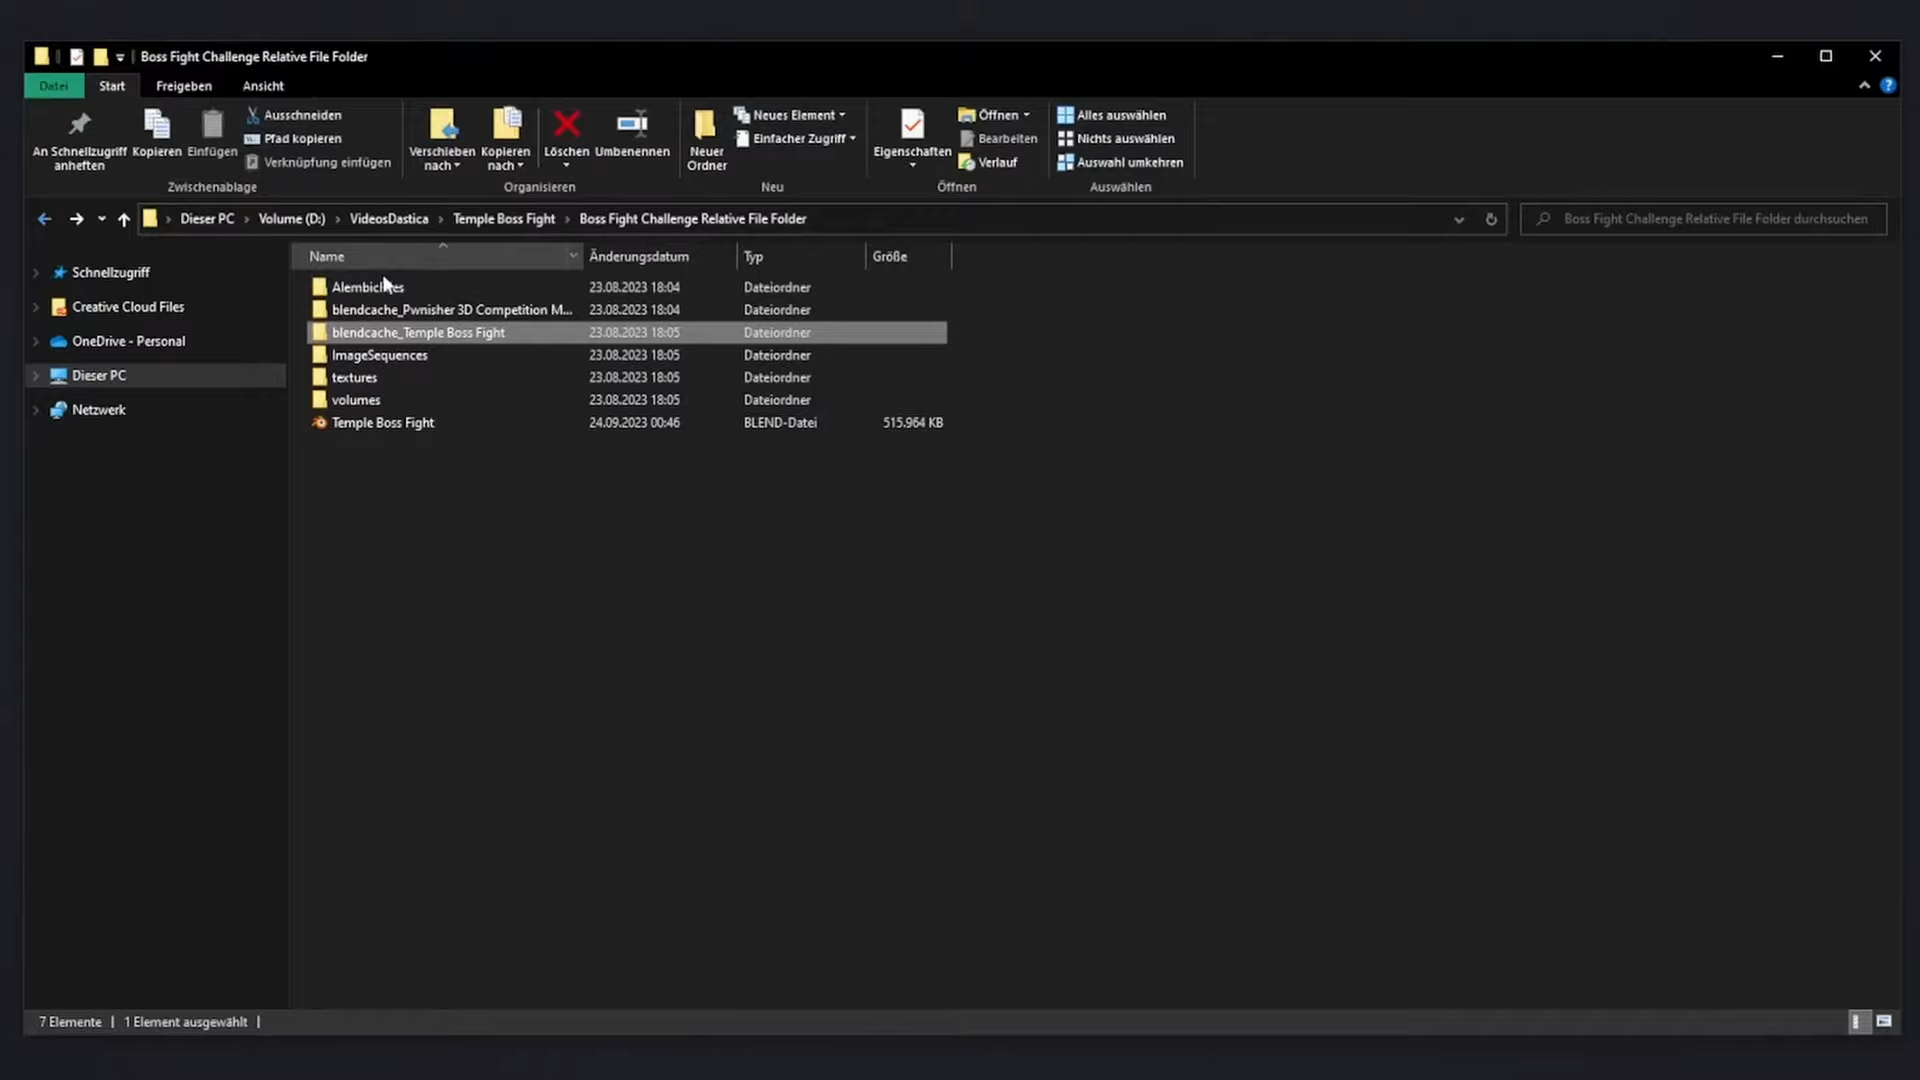 Boss Fight Challenge Relative File Folder
Datei Start Freigeben Ansicht
An Schnellzugriff anheften
Kopieren
Einfügen
Ausschneiden
Pfad kopieren
Verknüpfung einfügen
Zwischenablage
Verschieben nach
Kopieren nach
Löschen
Umbenennen
Organisieren
Neuer Ordner
Neues Element
Einfacher Zugriff
Neu
Eigenschaften
Öffnen
Bearbeiten
Verlauf
Öffnen
Alles auswählen
Nichts auswählen
Auswahl umkehren
Auswählen
Dieser PC › Volume (D:) › VideosDastica › Temple Boss Fight › Boss Fight Challenge Relative File Folder
Boss Fight Challenge Relative File Folder durchsuchen
Schnellzugriff
Creative Cloud Files
OneDrive - Personal
Dieser PC
Netzwerk
Name Änderungsdatum Typ Größe
23.08.2023 18:04 Dateiordner
blendcache_Pwnisher 3D Competition M... 23.08.2023 18:04 Dateiordner
blendcache_Temple Boss Fight 23.08.2023 18:05 Dateiordner
ImageSequences 23.08.2023 18:05 Dateiordner
textures 23.08.2023 18:05 Dateiordner
volumes 23.08.2023 18:05 Dateiordner
Temple Boss Fight 24.09.2023 00:46 BLEND-Datei 515.964 KB
7 Elemente | 1 Element ausgewählt |